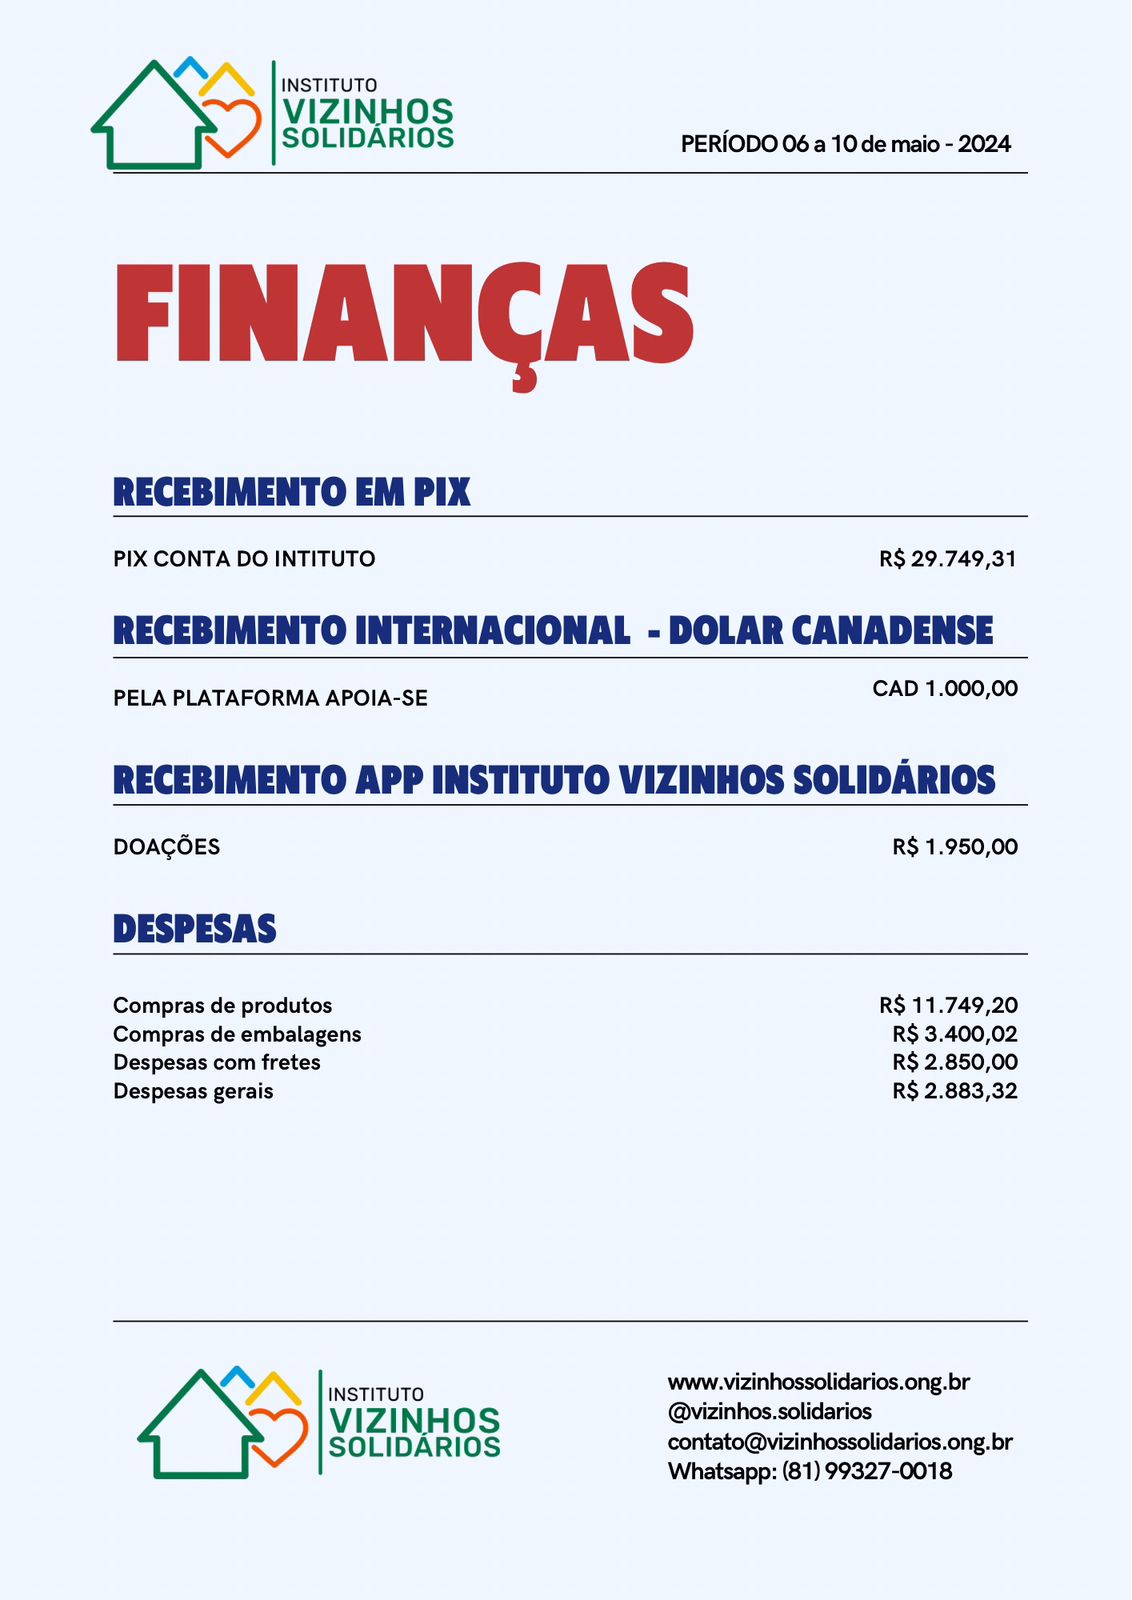 INSTITUTO
VIZINHOS
SOLIDÁRIOS
PERÍODO 06 a 10 de maio - 2024
FINANÇAS
RECEBIMENTO EM PIX
PIX CONTA DO INTITUTO R$ 29.749,31
RECEBIMENTO INTERNACIONAL - DOLAR CANADENSE
PELA PLATAFORMA APOIA-SE CAD 1.000,00
RECEBIMENTO APP INSTITUTO VIZINHOS SOLIDÁRIOS
DOAÇÕES R$ 1.950,00
DESPESAS
Compras de produtos R$ 11.749,20
Compras de embalagens R$ 3.400,02
Despesas com fretes R$ 2.850,00
Despesas gerais R$ 2.883,32
INSTITUTO
VIZINHOS
SOLIDÁRIOS
www.vizinhossolidarios.ong.br
@vizinhos.solidarios
contato@vizinhossolidarios.ong.br
Whatsapp: (81) 99327-0018